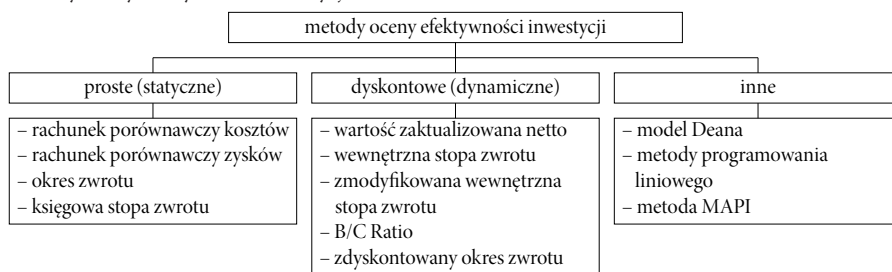 metody oceny efektywności inwestycji
proste (statyczne)
dyskontowe (dynamiczne)
inne
– rachunek porównawczy kosztów
– rachunek porównawczy zysków
– okres zwrotu
– księgowa stopa zwrotu
– wartość zaktualizowana netto
– wewnętrzna stopa zwrotu
– zmodyfikowana wewnętrzna
stopa zwrotu
– B/C Ratio
– zdyskontowany okres zwrotu
– model Deana
– metody programowania
liniowego
– metoda MAPI